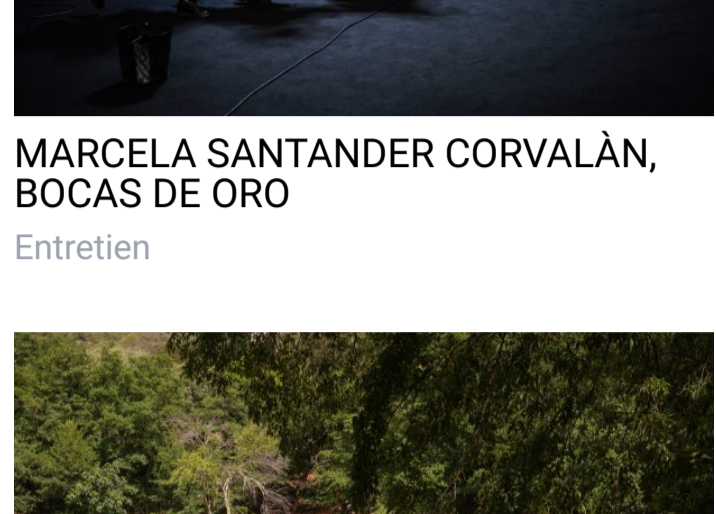 MARCELA SANTANDER CORVALÀN,
BOCAS DE ORO
Entretien